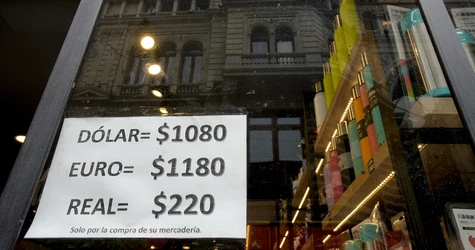 DÓLAR= $1080
EURO= $1180
REAL= $220
Solo por la compra de su mercadería.